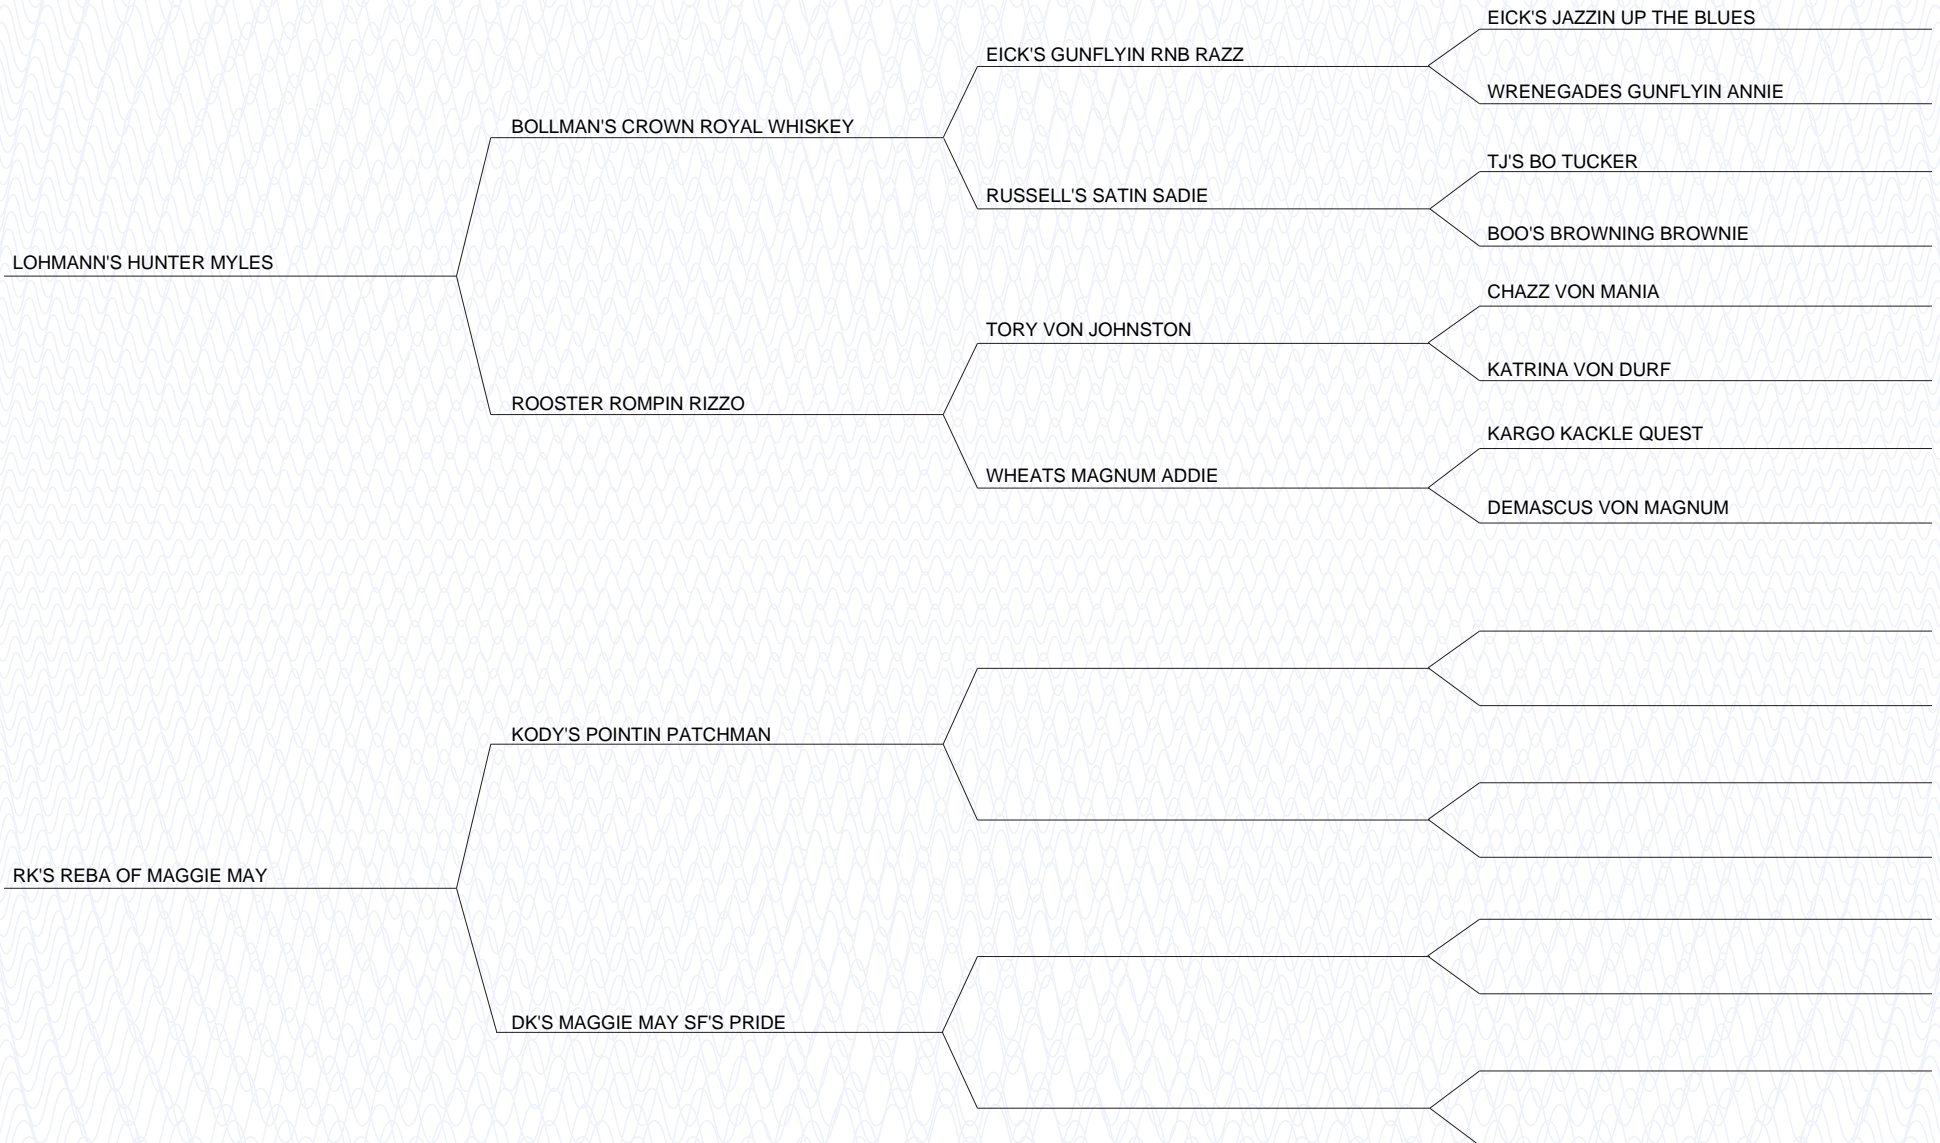 EICK'S JAZZIN UP THE BLUES
EICK'S GUNFLYIN RNB RAZZ
WRENEGADES GUNFLYIN ANNIE
BOLLMAN'S CROWN ROYAL WHISKEY
TJ'S BO TUCKER
RUSSELL'S SATIN SADIE
BOO'S BROWNING BROWNIE
LOHMANN'S HUNTER MYLES
CHAZZ VON MANIA
TORY VON JOHNSTON
KATRINA VON DURF
ROOSTER ROMPIN RIZZO
KARGO KACKLE QUEST
WHEATS MAGNUM ADDIE
DEMASCUS VON MAGNUM
KODY'S POINTIN PATCHMAN
RK'S REBA OF MAGGIE MAY
DK'S MAGGIE MAY SF'S PRIDE